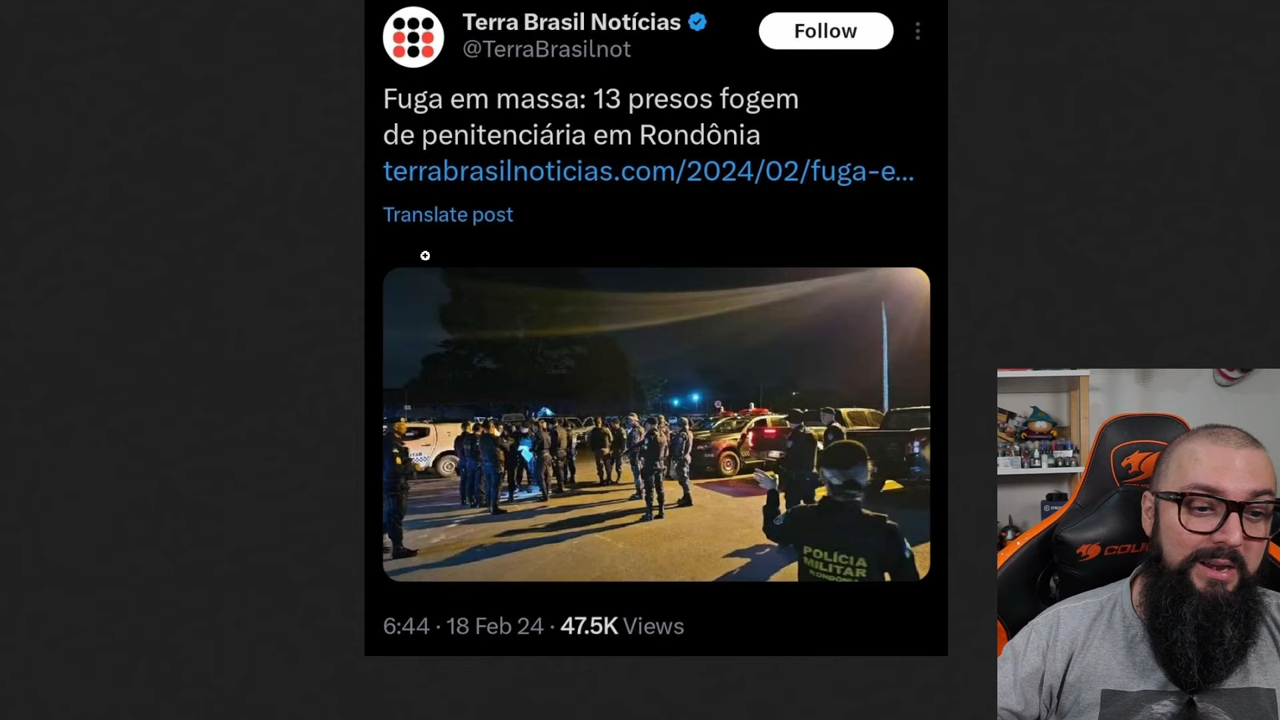 Terra Brasil Notícias
Follow
@TerraBrasilnot
Fuga em massa: 13 presos fogem
de penitenciária em Rondônia
terrabrasilnoticias.com/2024/02/fuga-e...
Translate post
POLÍCIA
MILITAR
RONDÔNIA
6:44 · 18 Feb 24 · 47.5K Views